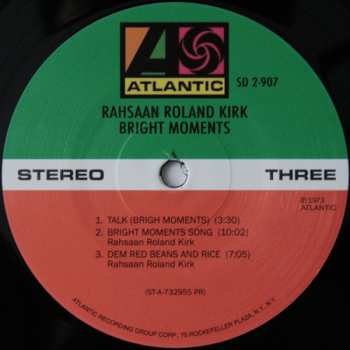 ATLANTIC
SD 2-907
RAHSAAN ROLAND KIRK
BRIGHT MOMENTS
STEREO
THREE
℗ 1973
ATLANTIC
1. TALK (BRIGH MOMENTS) (3:30)
2. BRIGHT MOMENTS SONG (10:02)
Rahsaan Roland Kirk
3. DEM RED BEANS AND RICE (7:05)
Rahsaan Roland Kirk
(ST-A-732955 PR)
ATLANTIC RECORDING GROUP CORP., 75 ROCKEFELLER PLAZA, N.Y., N.Y.